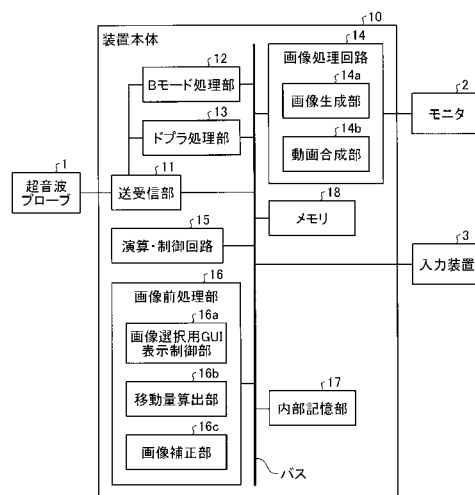 10
装置本体
12
Bモード処理部
13
ドプラ処理部
11
送受信部
1
超音波
プローブ
14
画像処理回路
14a
画像生成部
14b
動画合成部
2
モニタ
18
メモリ
15
演算・制御回路
3
入力装置
16
画像前処理部
16a
画像選択用GUI
表示制御部
16b
移動量算出部
16c
画像補正部
17
内部記憶部
バス